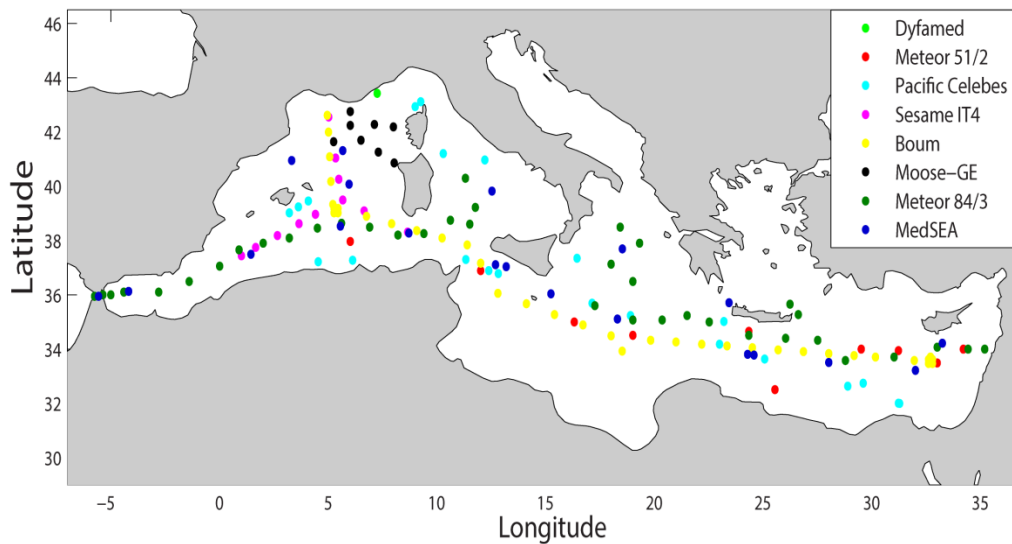 46
44
42
40
38
36
34
32
30
Latitude
−5
0
5
10
15
20
25
30
35
Longitude
Dyfamed
Meteor 51/2
Pacific Celebes
Sesame IT4
Boum
Moose−GE
Meteor 84/3
MedSEA